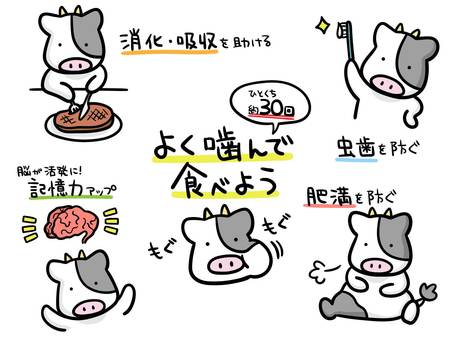 消化・吸収を助ける
ひとくち
約30回
よく噛んで
食べよう
虫歯を防ぐ
脳が活発に!
記憶力アップ
肥満を防ぐ
もぐ
もぐ